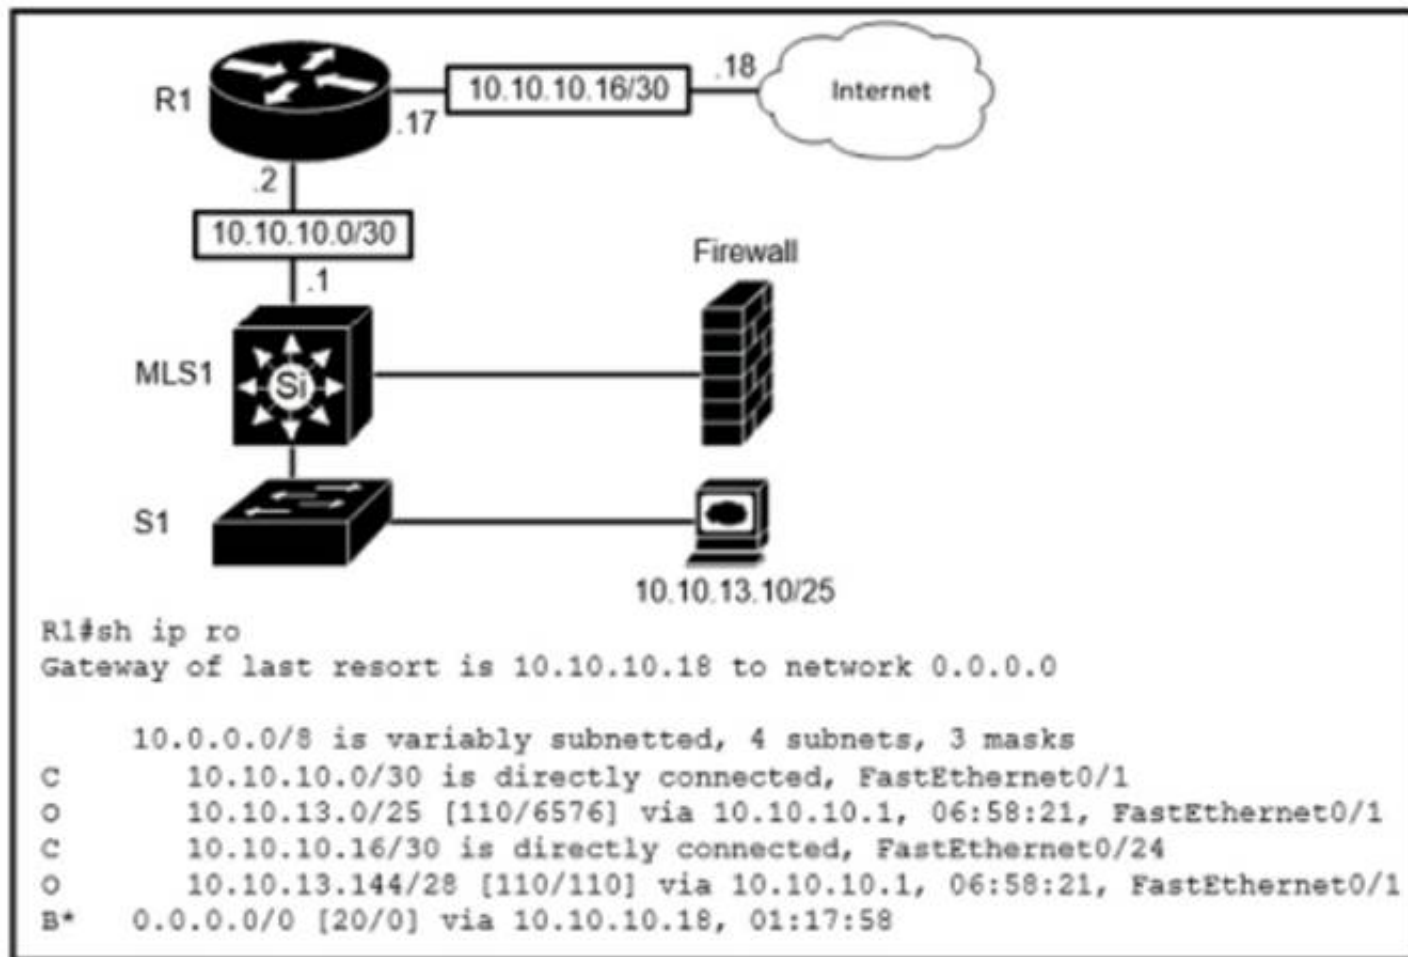 R1
.17
10.10.10.16/30
.18
Internet
.2
10.10.10.0/30
.1
Firewall
MLS1
Si
S1
10.10.13.10/25
R1#sh ip ro
Gateway of last resort is 10.10.10.18 to network 0.0.0.0
10.0.0.0/8 is variably subnetted, 4 subnets, 3 masks
C 10.10.10.0/30 is directly connected, FastEthernet0/1
O 10.10.13.0/25 [110/6576] via 10.10.10.1, 06:58:21, FastEthernet0/1
C 10.10.10.16/30 is directly connected, FastEthernet0/24
O 10.10.13.144/28 [110/110] via 10.10.10.1, 06:58:21, FastEthernet0/1
B* 0.0.0.0/0 [20/0] via 10.10.10.18, 01:17:58